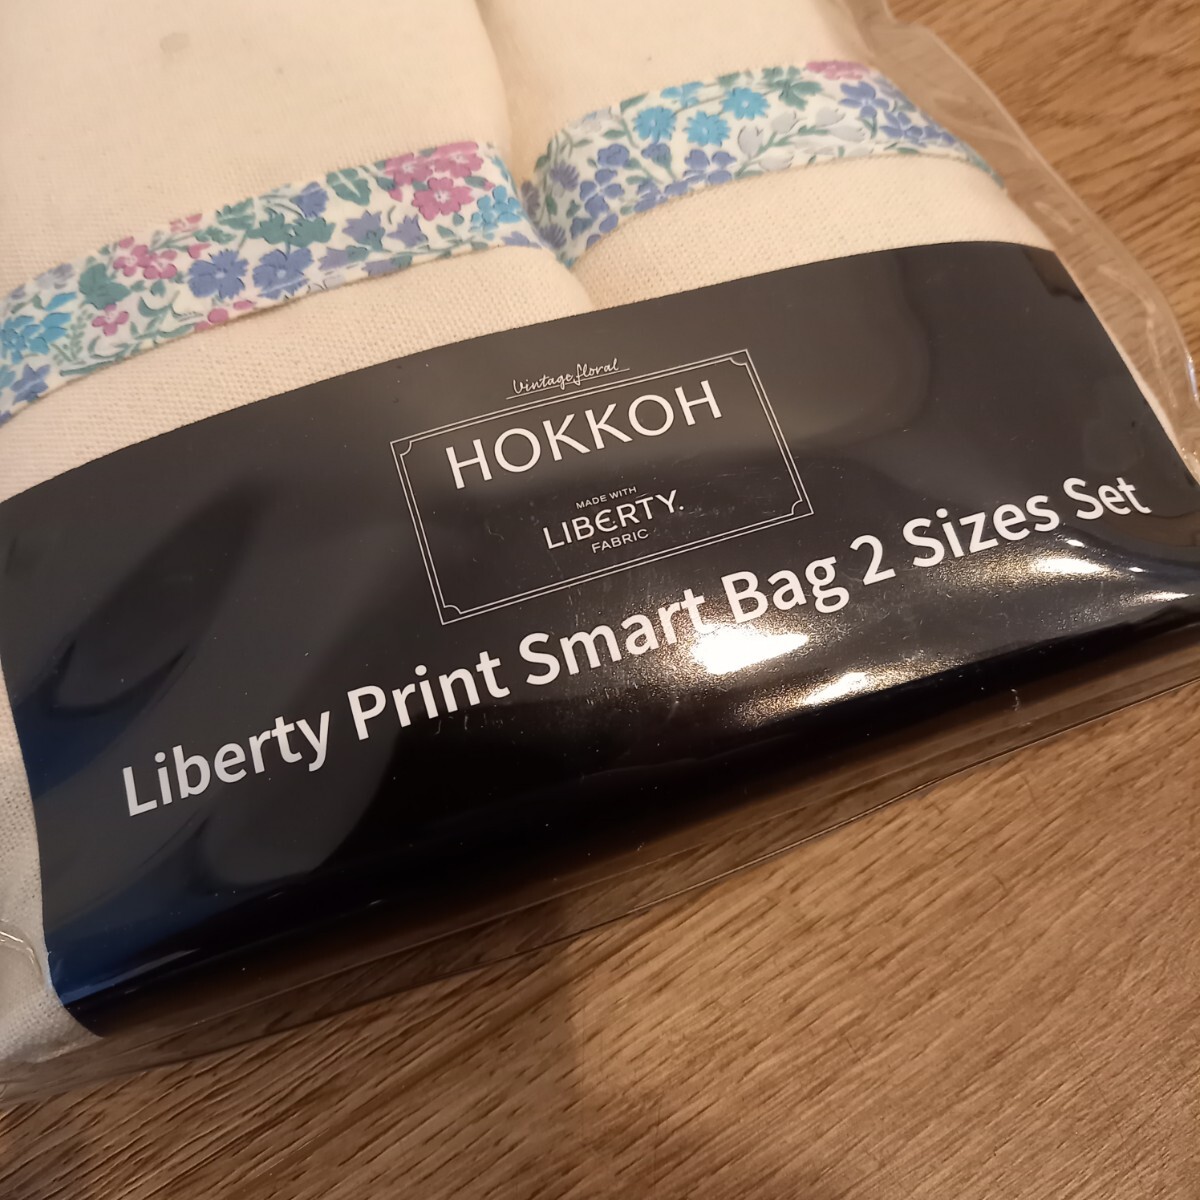 Vintage floral
HOKKOH
MADE WITH
LIBERTY.
FABRIC
Liberty Print Smart Bag 2 Sizes Set